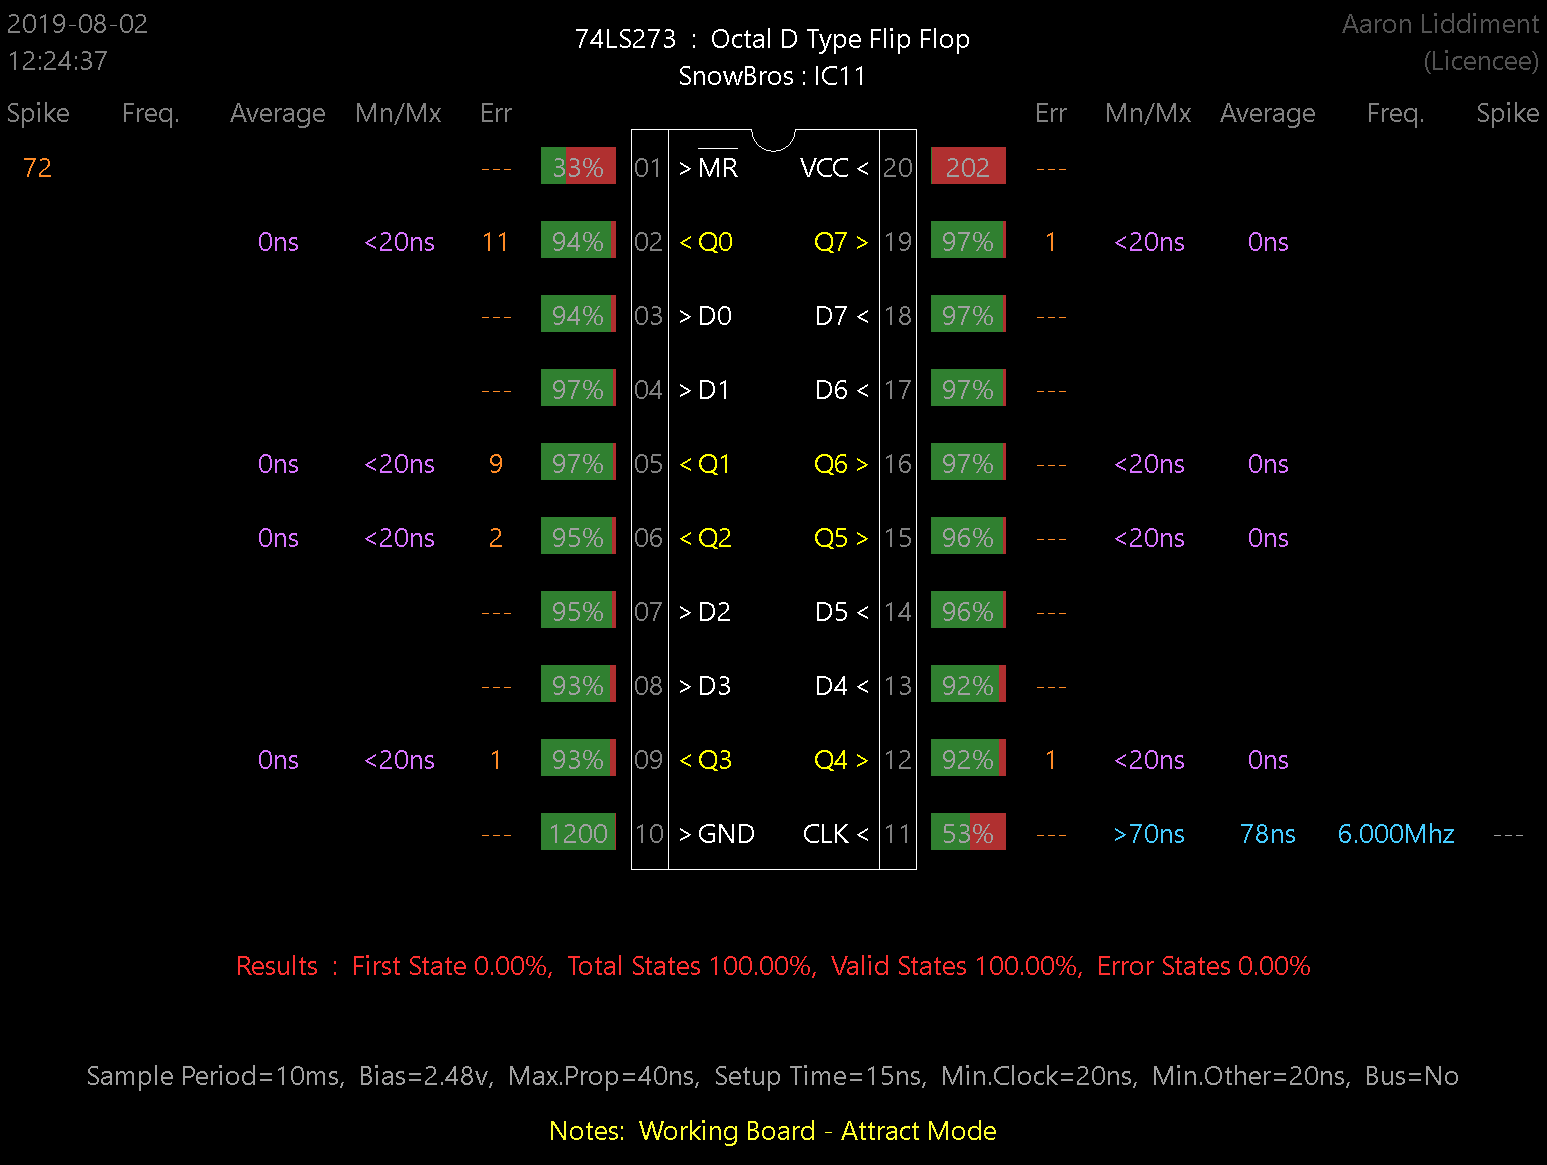 2019-08-02
12:24:37
74LS273 : Octal D Type Flip Flop
SnowBros : IC11
Aaron Liddiment
(Licencee)
Spike Freq. Average Mn/Mx Err Err Mn/Mx Average Freq. Spike
72 --- 33% 01 > MR VCC < 20 202 ---
0ns <20ns 11 94% 02 < Q0 Q7 > 19 97% 1 <20ns 0ns
--- 94% 03 > D0 D7 < 18 97% ---
--- 97% 04 > D1 D6 < 17 97% ---
0ns <20ns 9 97% 05 < Q1 Q6 > 16 97% --- <20ns 0ns
0ns <20ns 2 95% 06 < Q2 Q5 > 15 96% --- <20ns 0ns
--- 95% 07 > D2 D5 < 14 96% ---
--- 93% 08 > D3 D4 < 13 92% ---
0ns <20ns 1 93% 09 < Q3 Q4 > 12 92% 1 <20ns 0ns
--- 1200 10 > GND CLK < 11 53% --- >70ns 78ns 6.000Mhz ---
Results : First State 0.00%, Total States 100.00%, Valid States 100.00%, Error States 0.00%
Sample Period=10ms, Bias=2.48v, Max.Prop=40ns, Setup Time=15ns, Min.Clock=20ns, Min.Other=20ns, Bus=No
Notes: Working Board - Attract Mode